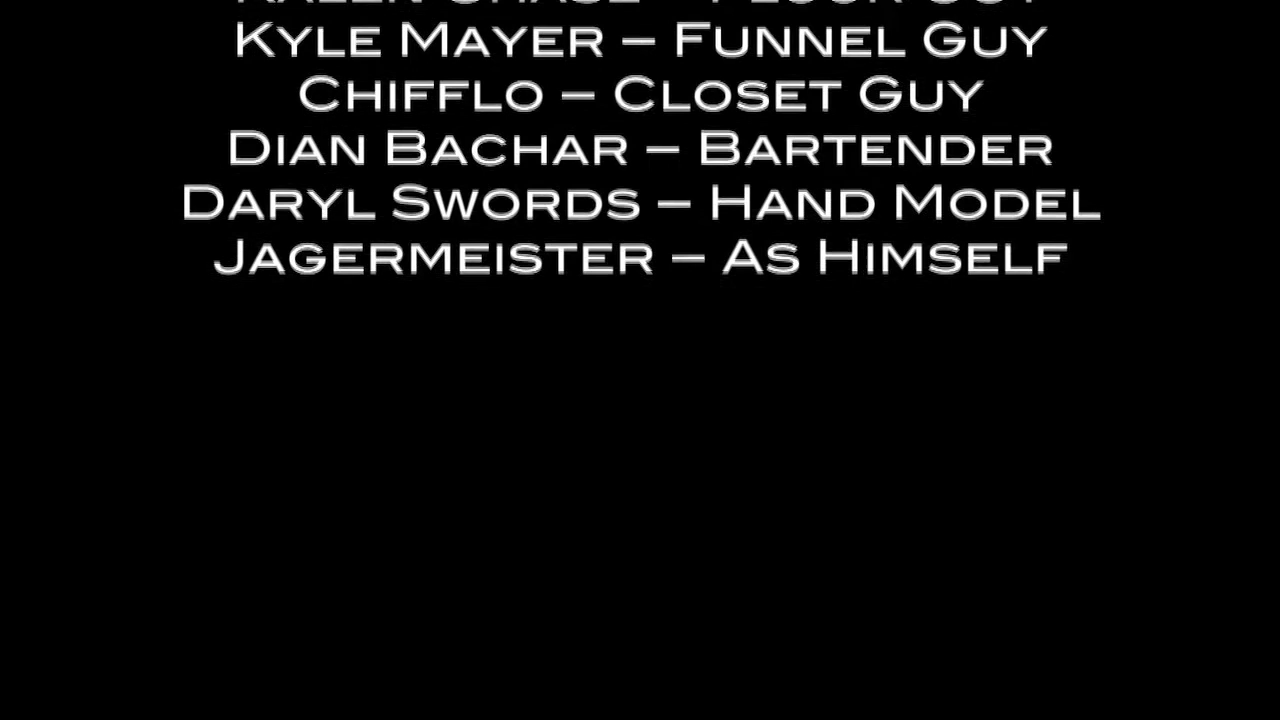 Kyle Mayer – Funnel Guy
Chifflo – Closet Guy
Dian Bachar – Bartender
Daryl Swords – Hand Model
Jagermeister – As Himself